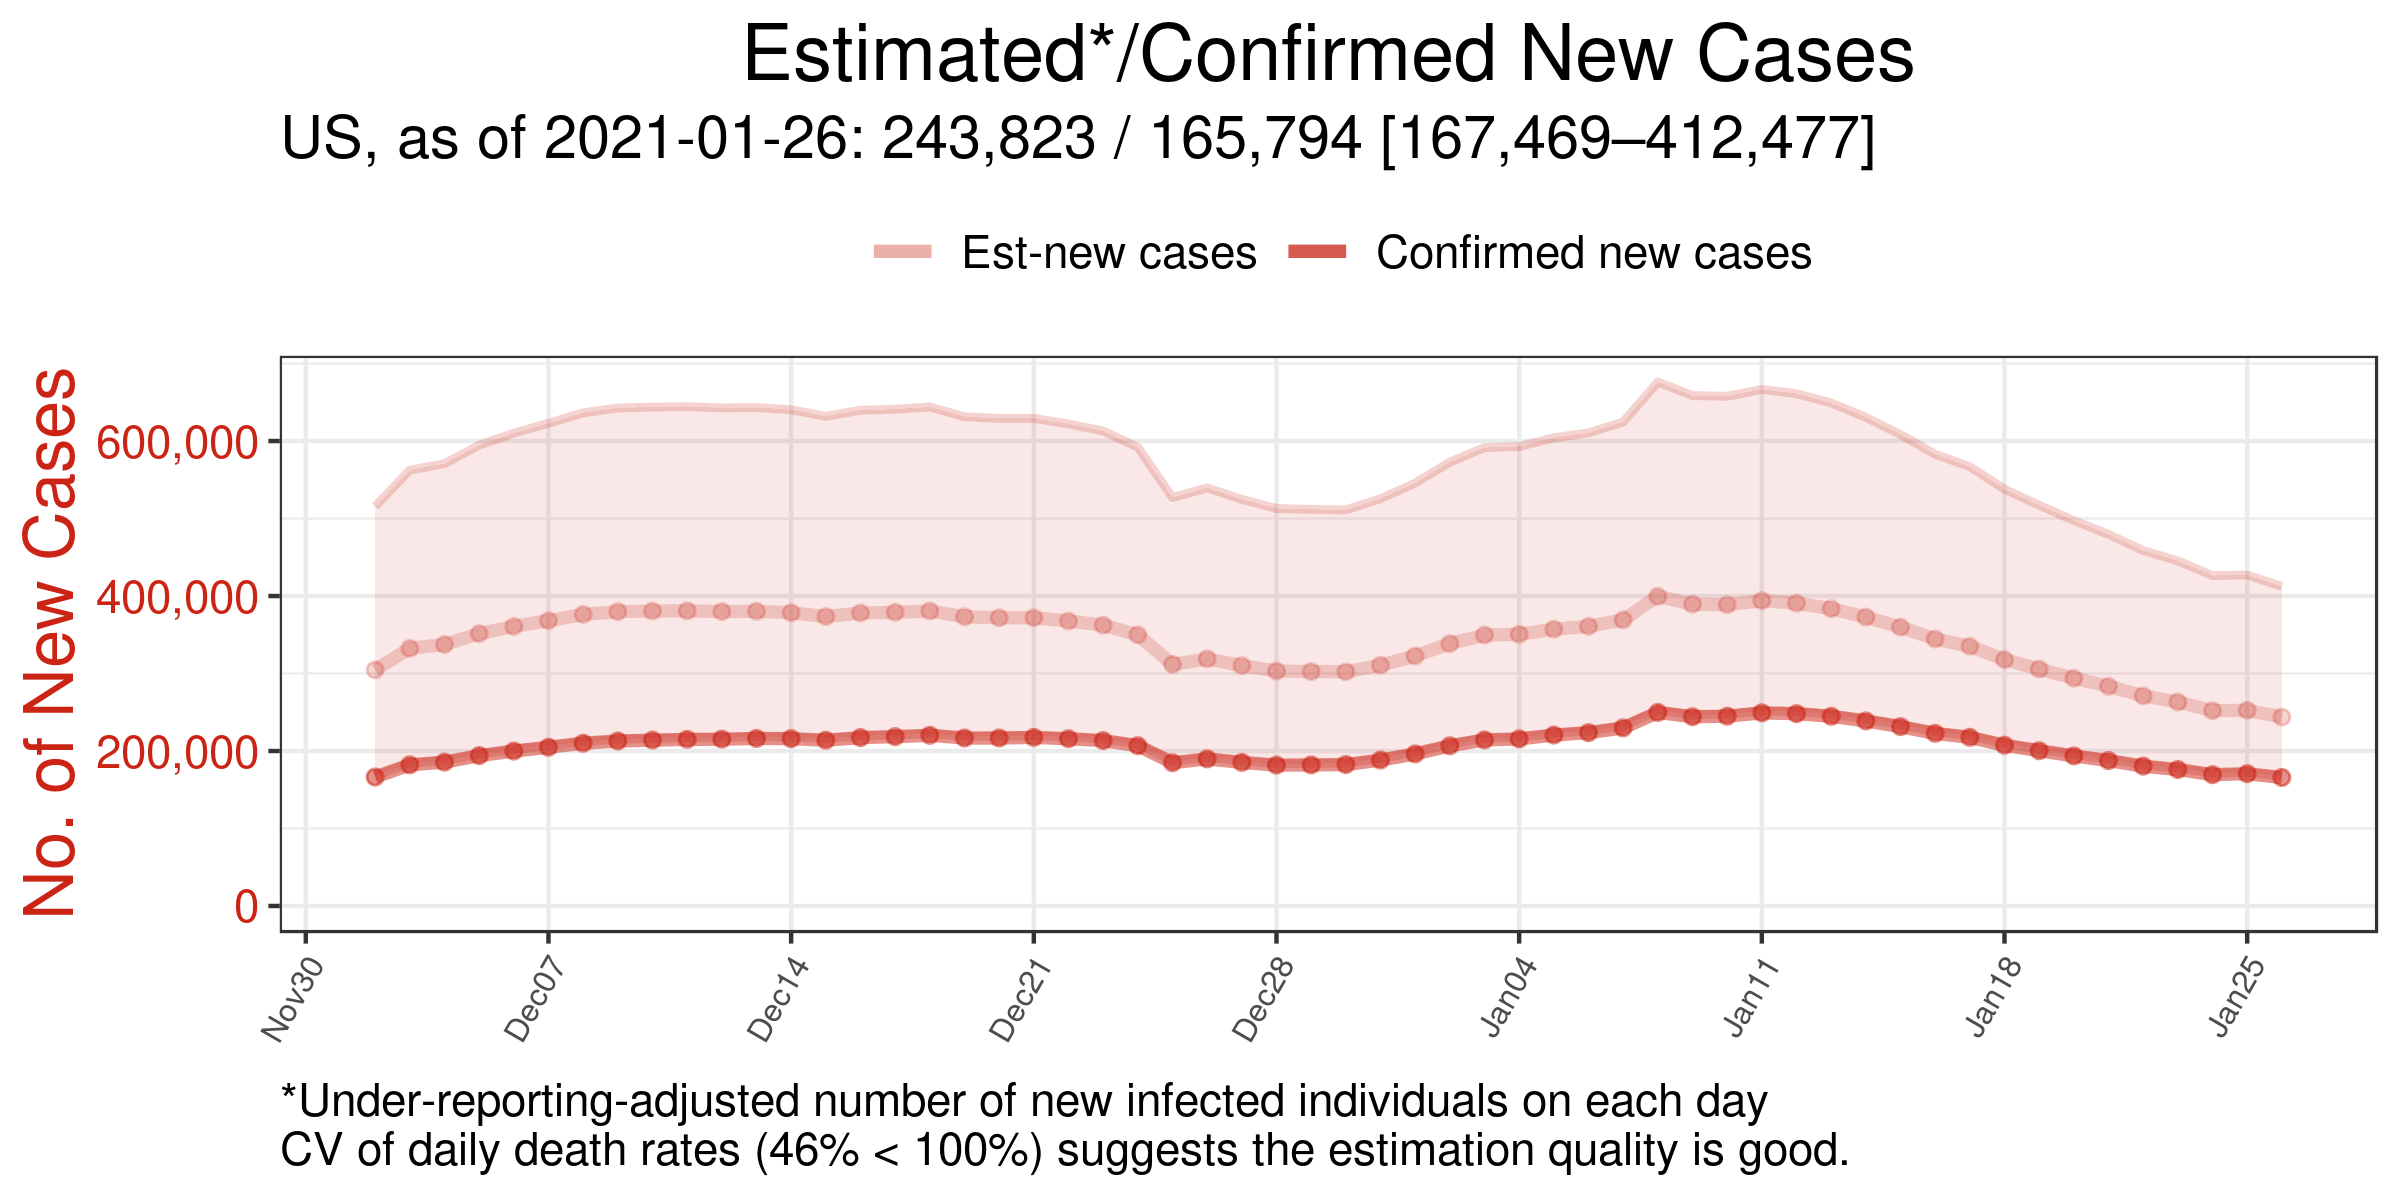 Estimated*/Confirmed New Cases
US, as of 2021-01-26: 243,823 / 165,794 [167,469–412,477]
Est-new cases
Confirmed new cases
No. of New Cases
600,000
400,000
200,000
0
Nov30
Dec07
Dec14
Dec21
Dec28
Jan04
Jan11
Jan18
Jan25
*Under-reporting-adjusted number of new infected individuals on each day
CV of daily death rates (46% < 100%) suggests the estimation quality is good.